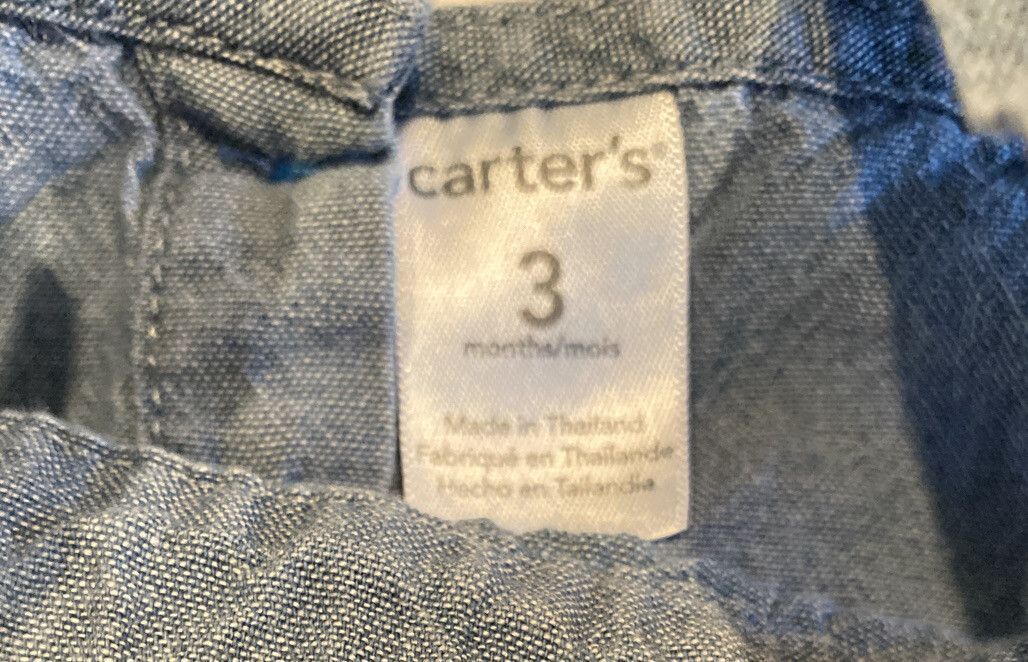 carter's®
3
months/mois
Made in Thailand
Fabriqué en Thaïlande
Hecho en Tailandia